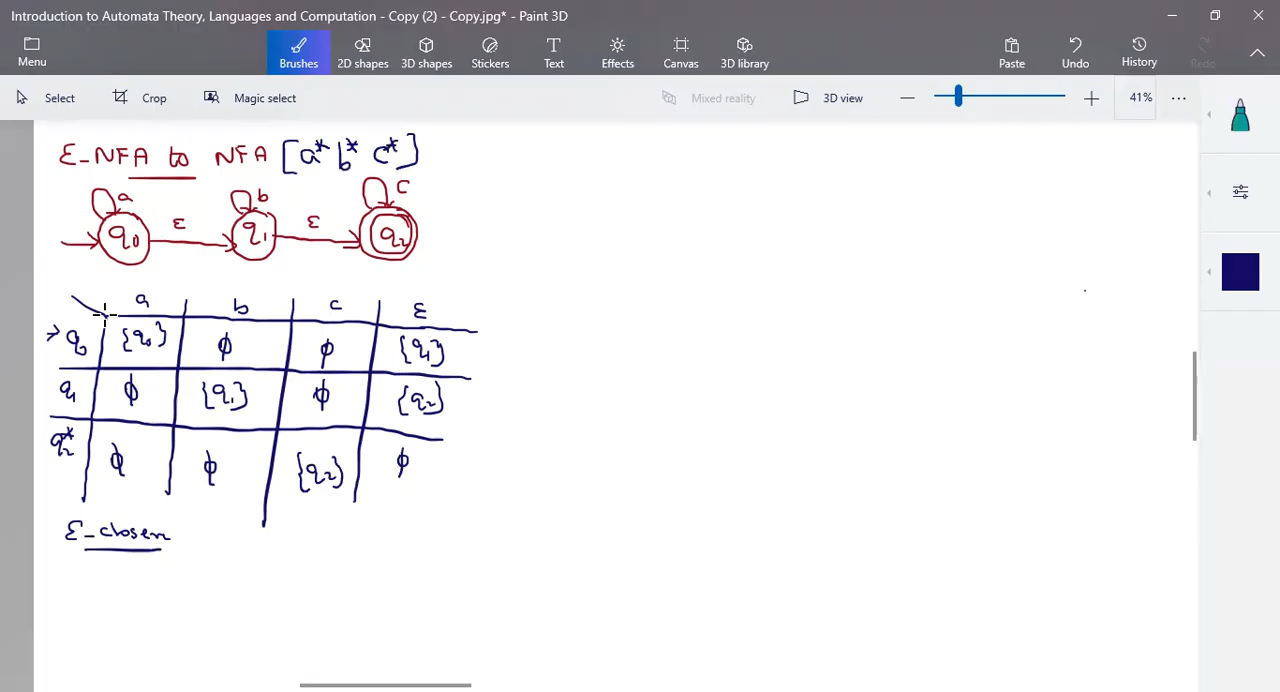 Introduction to Automata Theory, Languages and Computation - Copy (2) - Copy.jpg* - Paint 3D
Menu Brushes 2D shapes 3D shapes Stickers Text Effects Canvas 3D library Paste Undo History Redo
Select Crop Magic select Mixed reality 3D view 41%
ε-NFA to NFA [a* b* c*]
a b c
ε ε
q0 q1 q2
a b c ε
→ q0 {q0} ϕ ϕ {q1}
q1 ϕ {q1} ϕ {q2}
q2* ϕ ϕ {q2} ϕ
ε-closer